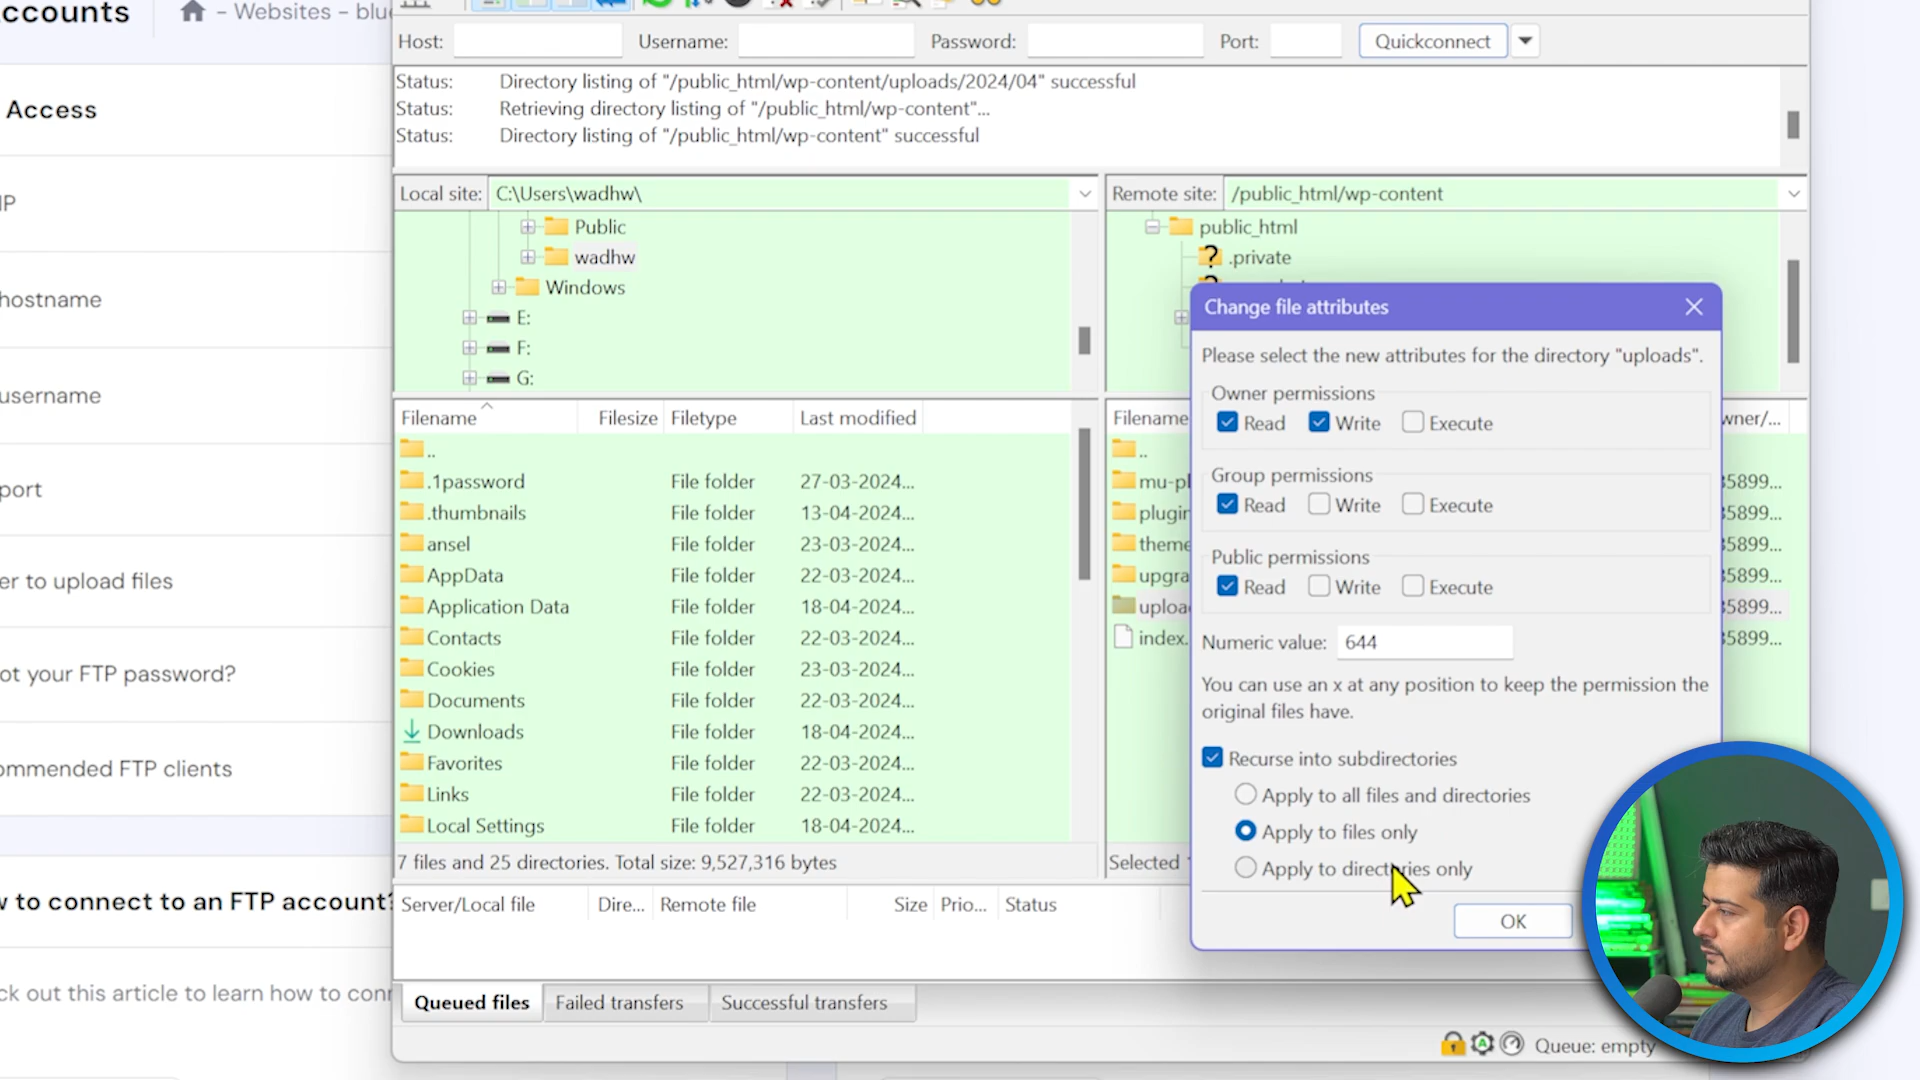 ccounts
- Websites - blue
Access
IP
hostname
username
port
er to upload files
ot your FTP password?
ommended FTP clients
w to connect to an FTP account?
ck out this article to learn how to conn
Host: Username: Password: Port: Quickconnect
Status: Directory listing of "/public_html/wp-content/uploads/2024/04" successful
Status: Retrieving directory listing of "/public_html/wp-content"...
Status: Directory listing of "/public_html/wp-content" successful
Local site: C:\Users\wadhw\
Public
wadhw
Windows
E:
F:
G:
Filename Filesize Filetype Last modified
..
.1password File folder 27-03-2024...
.thumbnails File folder 13-04-2024...
ansel File folder 23-03-2024...
AppData File folder 22-03-2024...
Application Data File folder 18-04-2024...
Contacts File folder 22-03-2024...
Cookies File folder 23-03-2024...
Documents File folder 22-03-2024...
Downloads File folder 18-04-2024...
Favorites File folder 22-03-2024...
Links File folder 22-03-2024...
Local Settings File folder 18-04-2024...
7 files and 25 directories. Total size: 9,527,316 bytes
Remote site: /public_html/wp-content
public_html
.private
Filename wner/...
..
mu-pl 35899...
plugin 35899...
theme 35899...
upgra 35899...
uploa 35899...
index. 35899...
Selected 1
Change file attributes
Please select the new attributes for the directory "uploads".
Owner permissions
Read Write Execute
Group permissions
Read Write Execute
Public permissions
Read Write Execute
Numeric value: 644
You can use an x at any position to keep the permission the
original files have.
Recurse into subdirectories
Apply to all files and directories
Apply to files only
Apply to directories only
OK
Server/Local file Dire... Remote file Size Prio... Status
Queued files Failed transfers Successful transfers
Queue: empty